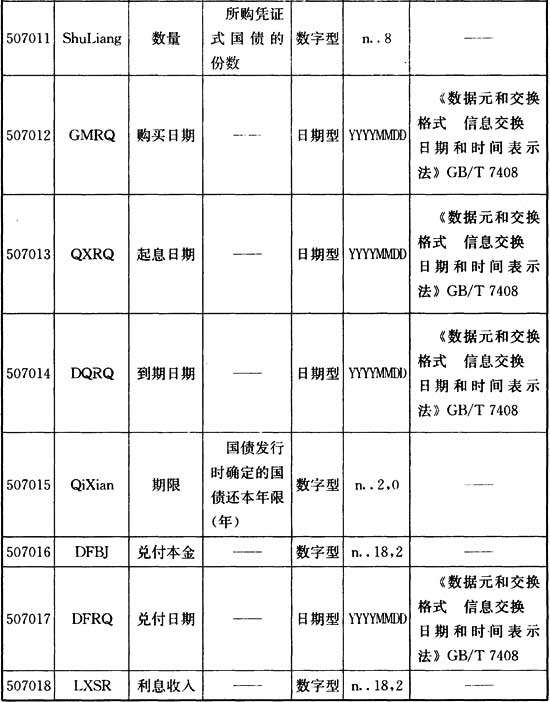 507011 ShuLiang 数量 所购凭证式国债的份数 数字型 n..8 ——
507012 GMRQ 购买日期 —— 日期型 YYYYMMDD 《数据元和交换格式 信息交换 日期和时间表示法》GB/T 7408
507013 QXRQ 起息日期 —— 日期型 YYYYMMDD 《数据元和交换格式 信息交换 日期和时间表示法》GB/T 7408
507014 DQRQ 到期日期 —— 日期型 YYYYMMDD 《数据元和交换格式 信息交换 日期和时间表示法》GB/T 7408
507015 QiXian 期限 国债发行时确定的国债还本年限(年) 数字型 n..2,0 ——
507016 DFBJ 兑付本金 —— 数字型 n..18,2 ——
507017 DFRQ 兑付日期 —— 日期型 YYYYMMDD 《数据元和交换格式 信息交换 日期和时间表示法》GB/T 7408
507018 LXSR 利息收入 —— 数字型 n..18,2 ——